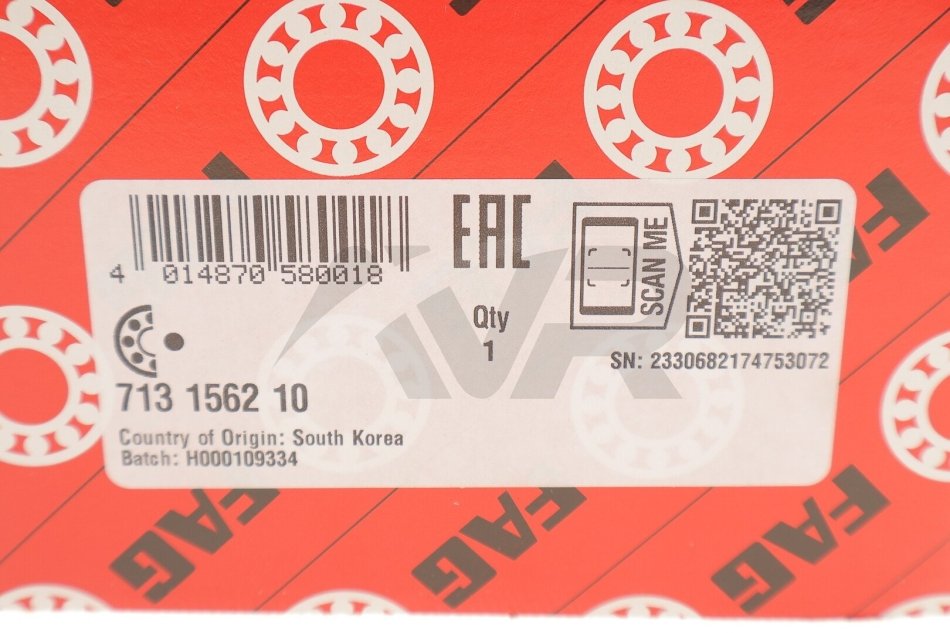 FAG
FAG
4 014870 580018
EAC
SCAN ME
Qty
1
SN: 2330682174753072
713 1562 10
Country of Origin: South Korea
Batch: H000109334
FAG
FAG
FAG